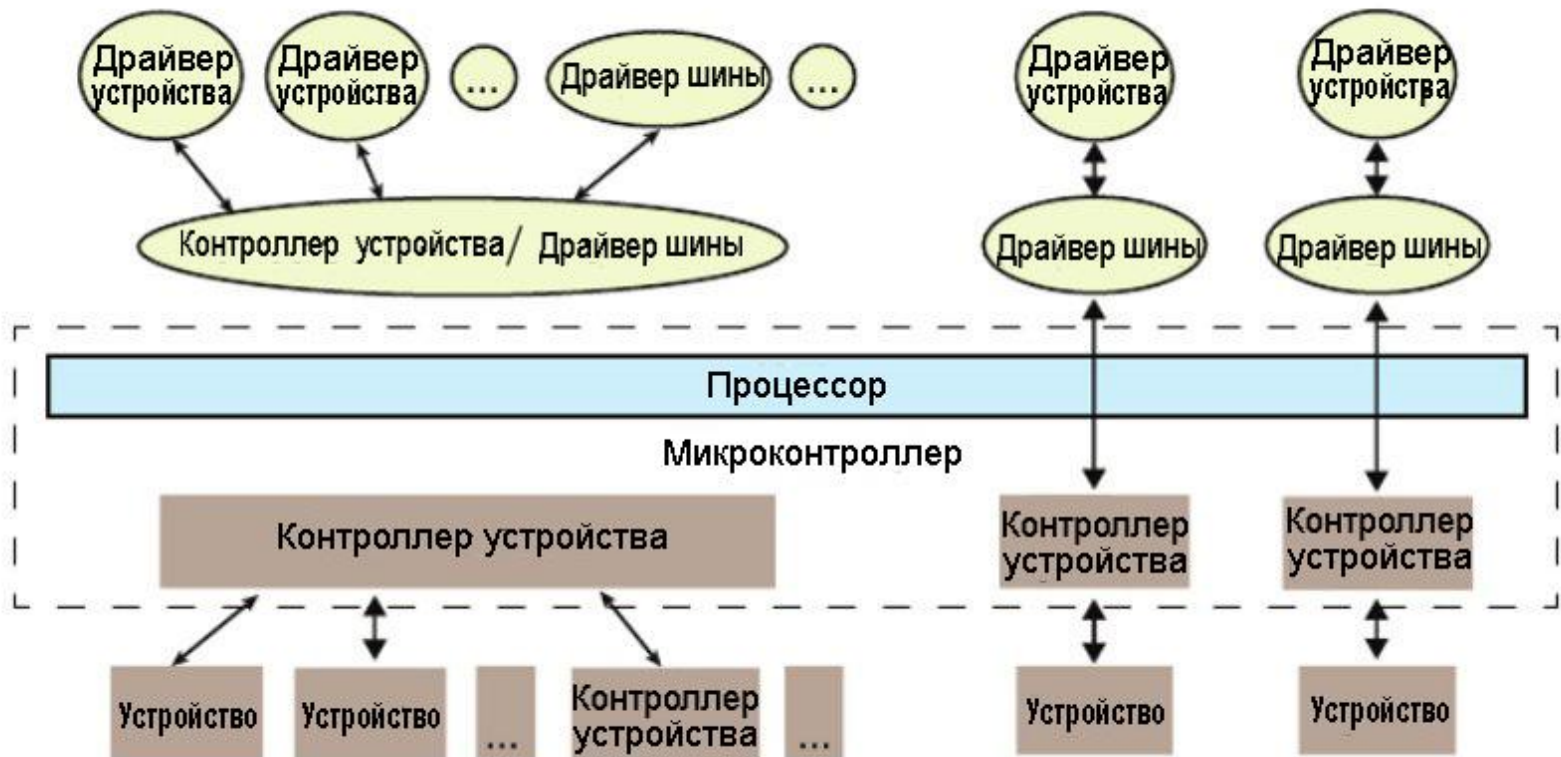 Драйвер
устройства
Драйвер
устройства
...
Драйвер шины
...
Драйвер
устройства
Драйвер
устройства
Контроллер устройства / Драйвер шины
Драйвер шины
Драйвер шины
Процессор
Микроконтроллер
Контроллер устройства
Контроллер
устройства
Контроллер
устройства
Устройство
Устройство
...
Контроллер
устройства
...
Устройство
Устройство